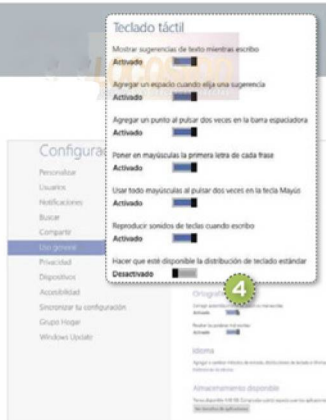 Teclado táctil
Mostrar sugerencias de texto mientras escribo
Activado
Agregar un espacio cuando elija una sugerencia
Activado
Agregar un punto al pulsar dos veces en la barra espaciadora
Activado
Poner en mayúsculas la primera letra de cada frase
Activado
Usar todo mayúsculas al pulsar dos veces en la tecla Mayús
Activado
Reproducir sonidos de teclas cuando escribo
Activado
Hacer que esté disponible la distribución de teclado estándar
Desactivado
4
Configura
Personalizar
Usuarios
Notificaciones
Buscar
Compartir
Uso general
Privacidad
Dispositivos
Accesibilidad
Sincronizar tu configuración
Grupo Hogar
Windows Update
Ortogra
Activado
Activado
Idioma
Almacenamiento disponible